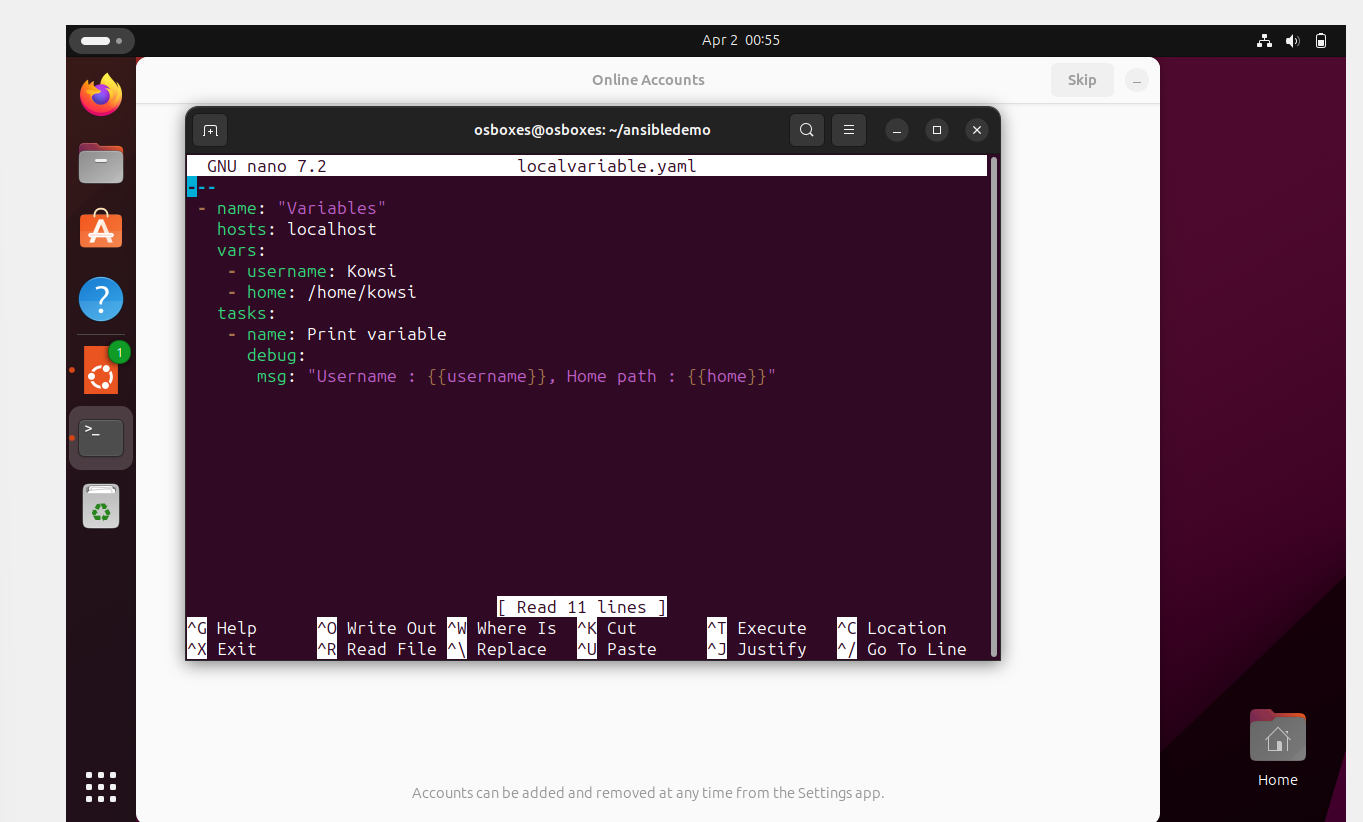 Apr 2 00:55
Online Accounts
Skip
osboxes@osboxes: ~/ansibledemo
GNU nano 7.2 localvariable.yaml
---
- name: "Variables"
hosts: localhost
vars:
- username: Kowsi
- home: /home/kowsi
tasks:
- name: Print variable
debug:
msg: "Username : {{username}}, Home path : {{home}}"
[ Read 11 lines ]
^G Help ^O Write Out ^W Where Is ^K Cut ^T Execute ^C Location
^X Exit ^R Read File ^\ Replace ^U Paste ^J Justify ^/ Go To Line
1
>_
?
Home
Accounts can be added and removed at any time from the Settings app.